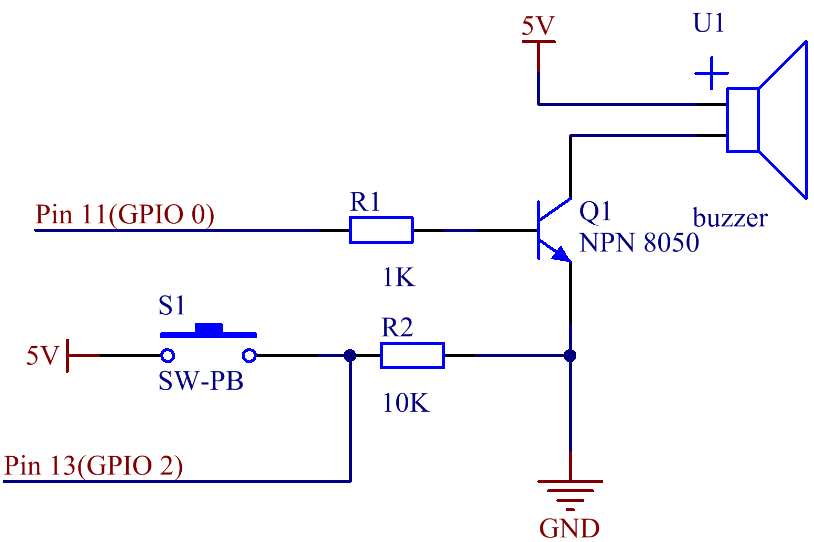 5V
U1
+
Pin 11(GPIO 0)
R1
1K
Q1
NPN 8050
buzzer
S1
5V
SW-PB
R2
10K
Pin 13(GPIO 2)
GND